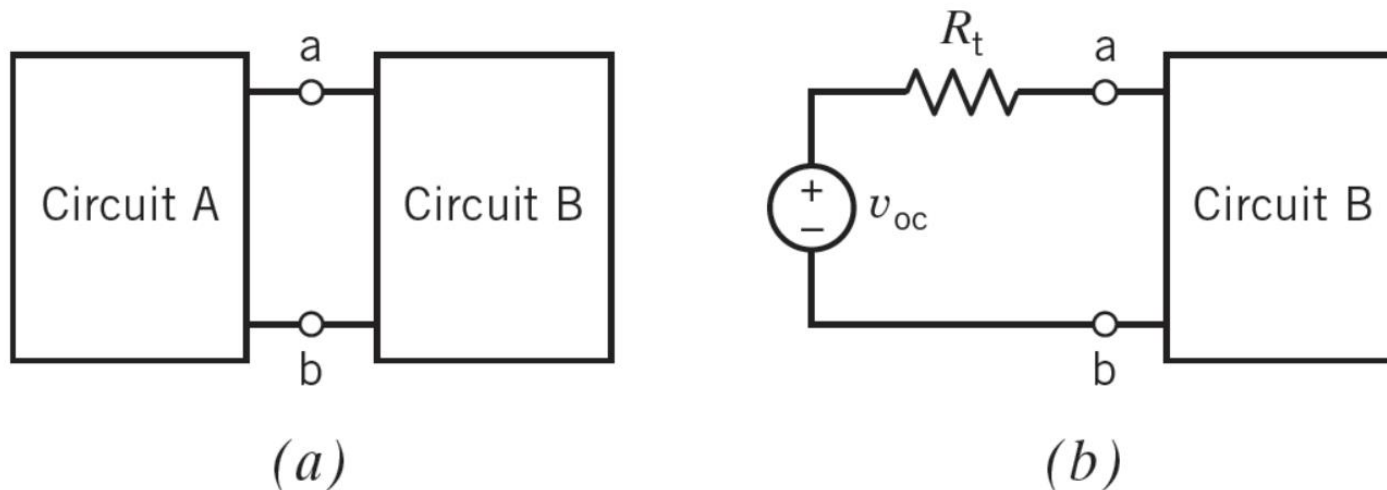 a
Circuit A
Circuit B
b
(a)
R_t
a
+
−
v_oc
Circuit B
b
(b)